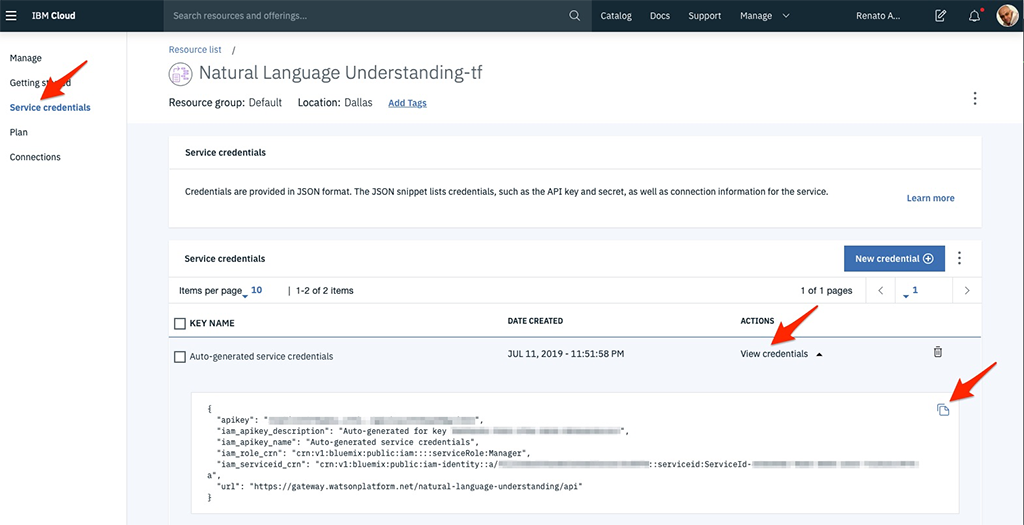 IBM Cloud
Search resources and offerings...
Catalog
Docs
Support
Manage
Renato A...
Manage
Getting started
Service credentials
Plan
Connections
Resource list /
Natural Language Understanding-tf
Resource group: Default Location: Dallas Add Tags
Service credentials
Credentials are provided in JSON format. The JSON snippet lists credentials, such as the API key and secret, as well as connection information for the service.
Learn more
Service credentials
New credential
Items per page 10 | 1-2 of 2 items
1 of 1 pages
1
KEY NAME DATE CREATED ACTIONS
Auto-generated service credentials JUL 11, 2019 - 11:51:58 PM View credentials
{
"apikey": "",
"iam_apikey_description": "Auto-generated for key ",
"iam_apikey_name": "Auto-generated service credentials",
"iam_role_crn": "crn:v1:bluemix:public:iam::::serviceRole:Manager",
"iam_serviceid_crn": "crn:v1:bluemix:public:iam-identity::a/ ::serviceid:ServiceId-
a",
"url": "https://gateway.watsonplatform.net/natural-language-understanding/api"
}